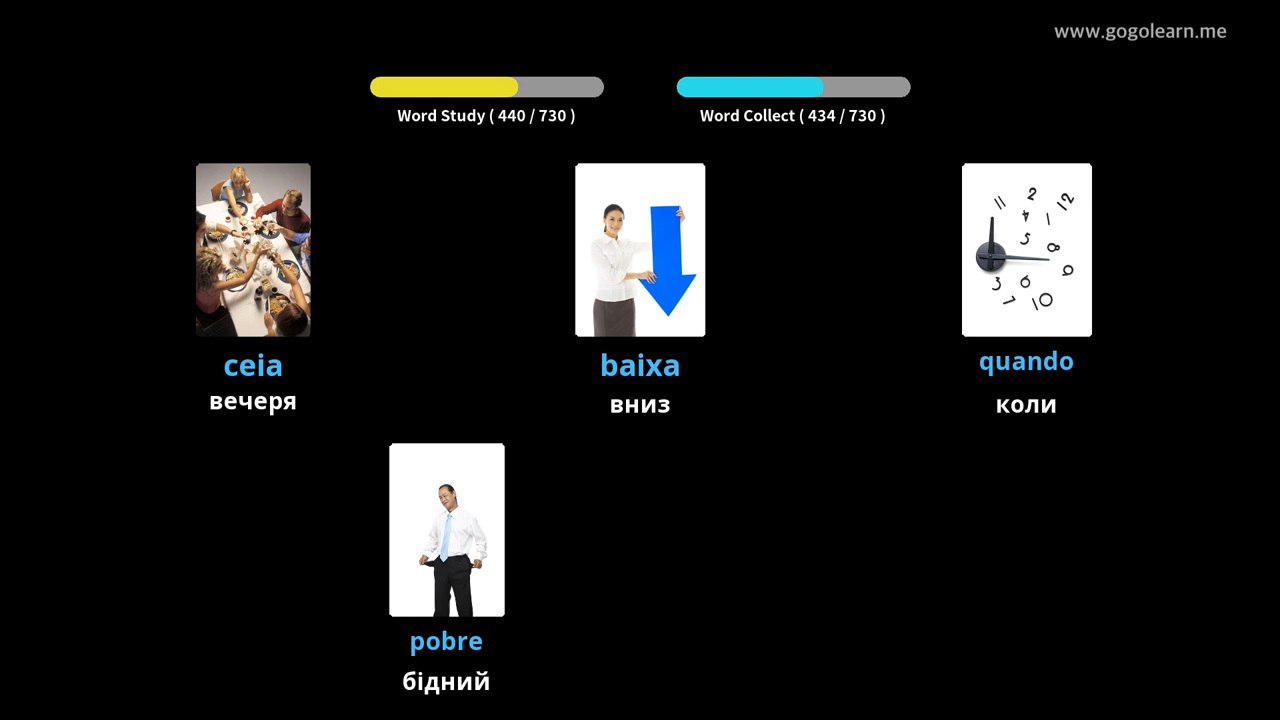 www.gogolearn.me
Word Study ( 440 / 730 )
Word Collect ( 434 / 730 )
ceia
вечеря
baixa
вниз
quando
коли
pobre
бідний